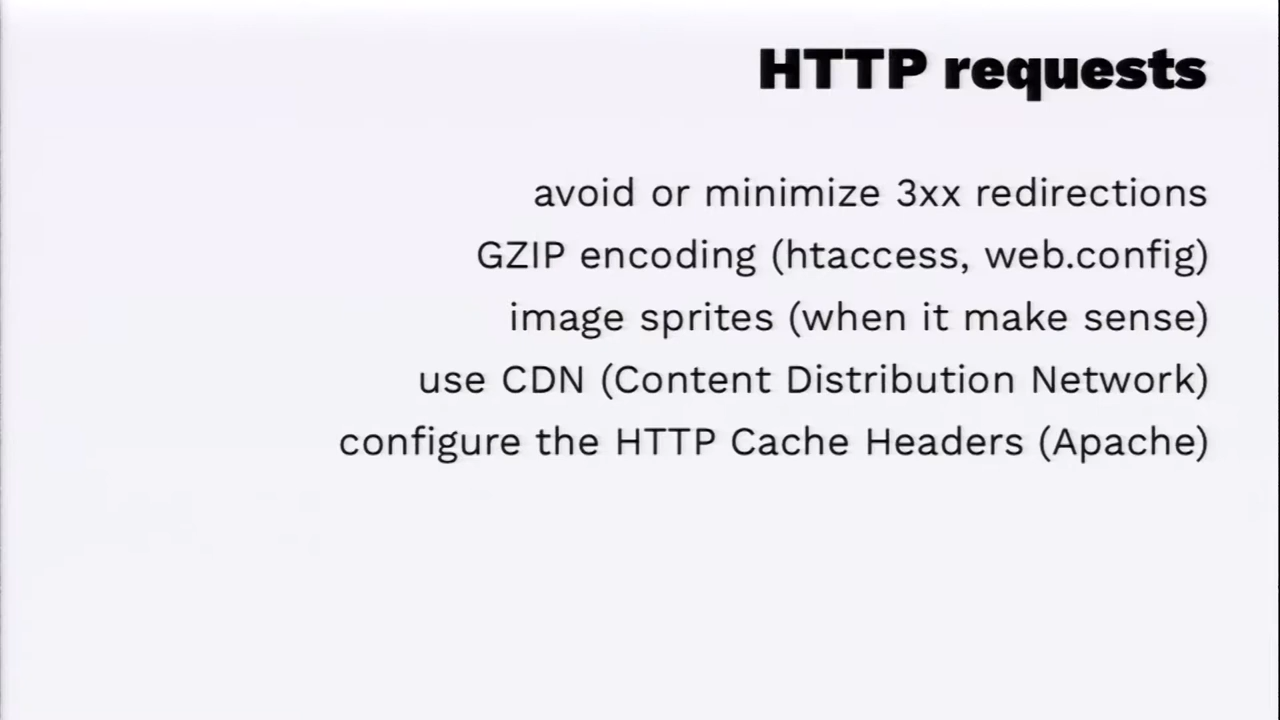 HTTP requests
avoid or minimize 3xx redirections
GZIP encoding (htaccess, web.config)
image sprites (when it make sense)
use CDN (Content Distribution Network)
configure the HTTP Cache Headers (Apache)